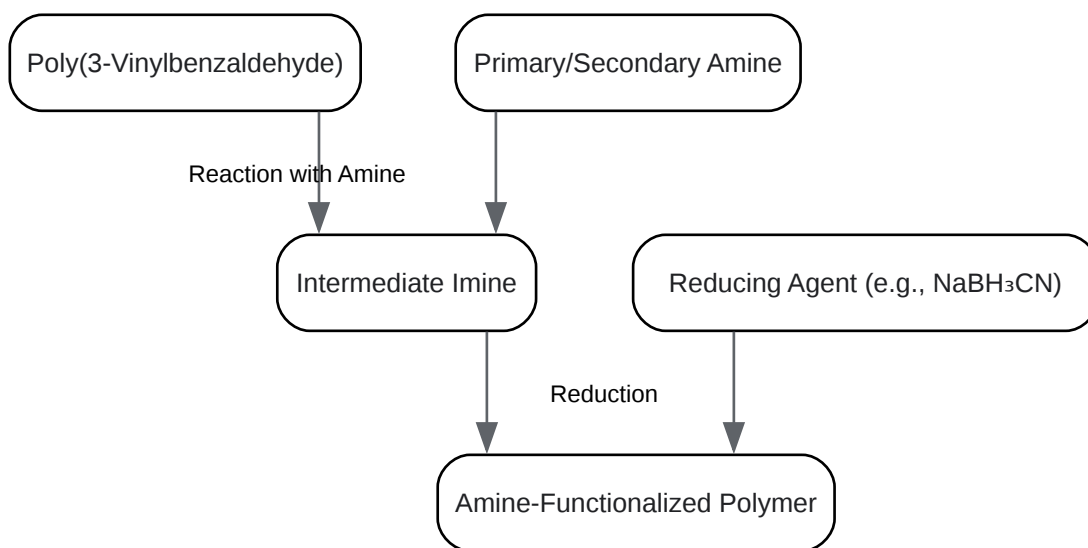 Poly(3-Vinylbenzaldehyde)
Primary/Secondary Amine
Reaction with Amine
Intermediate Imine
Reducing Agent (e.g., NaBH₃CN)
Reduction
Amine-Functionalized Polymer